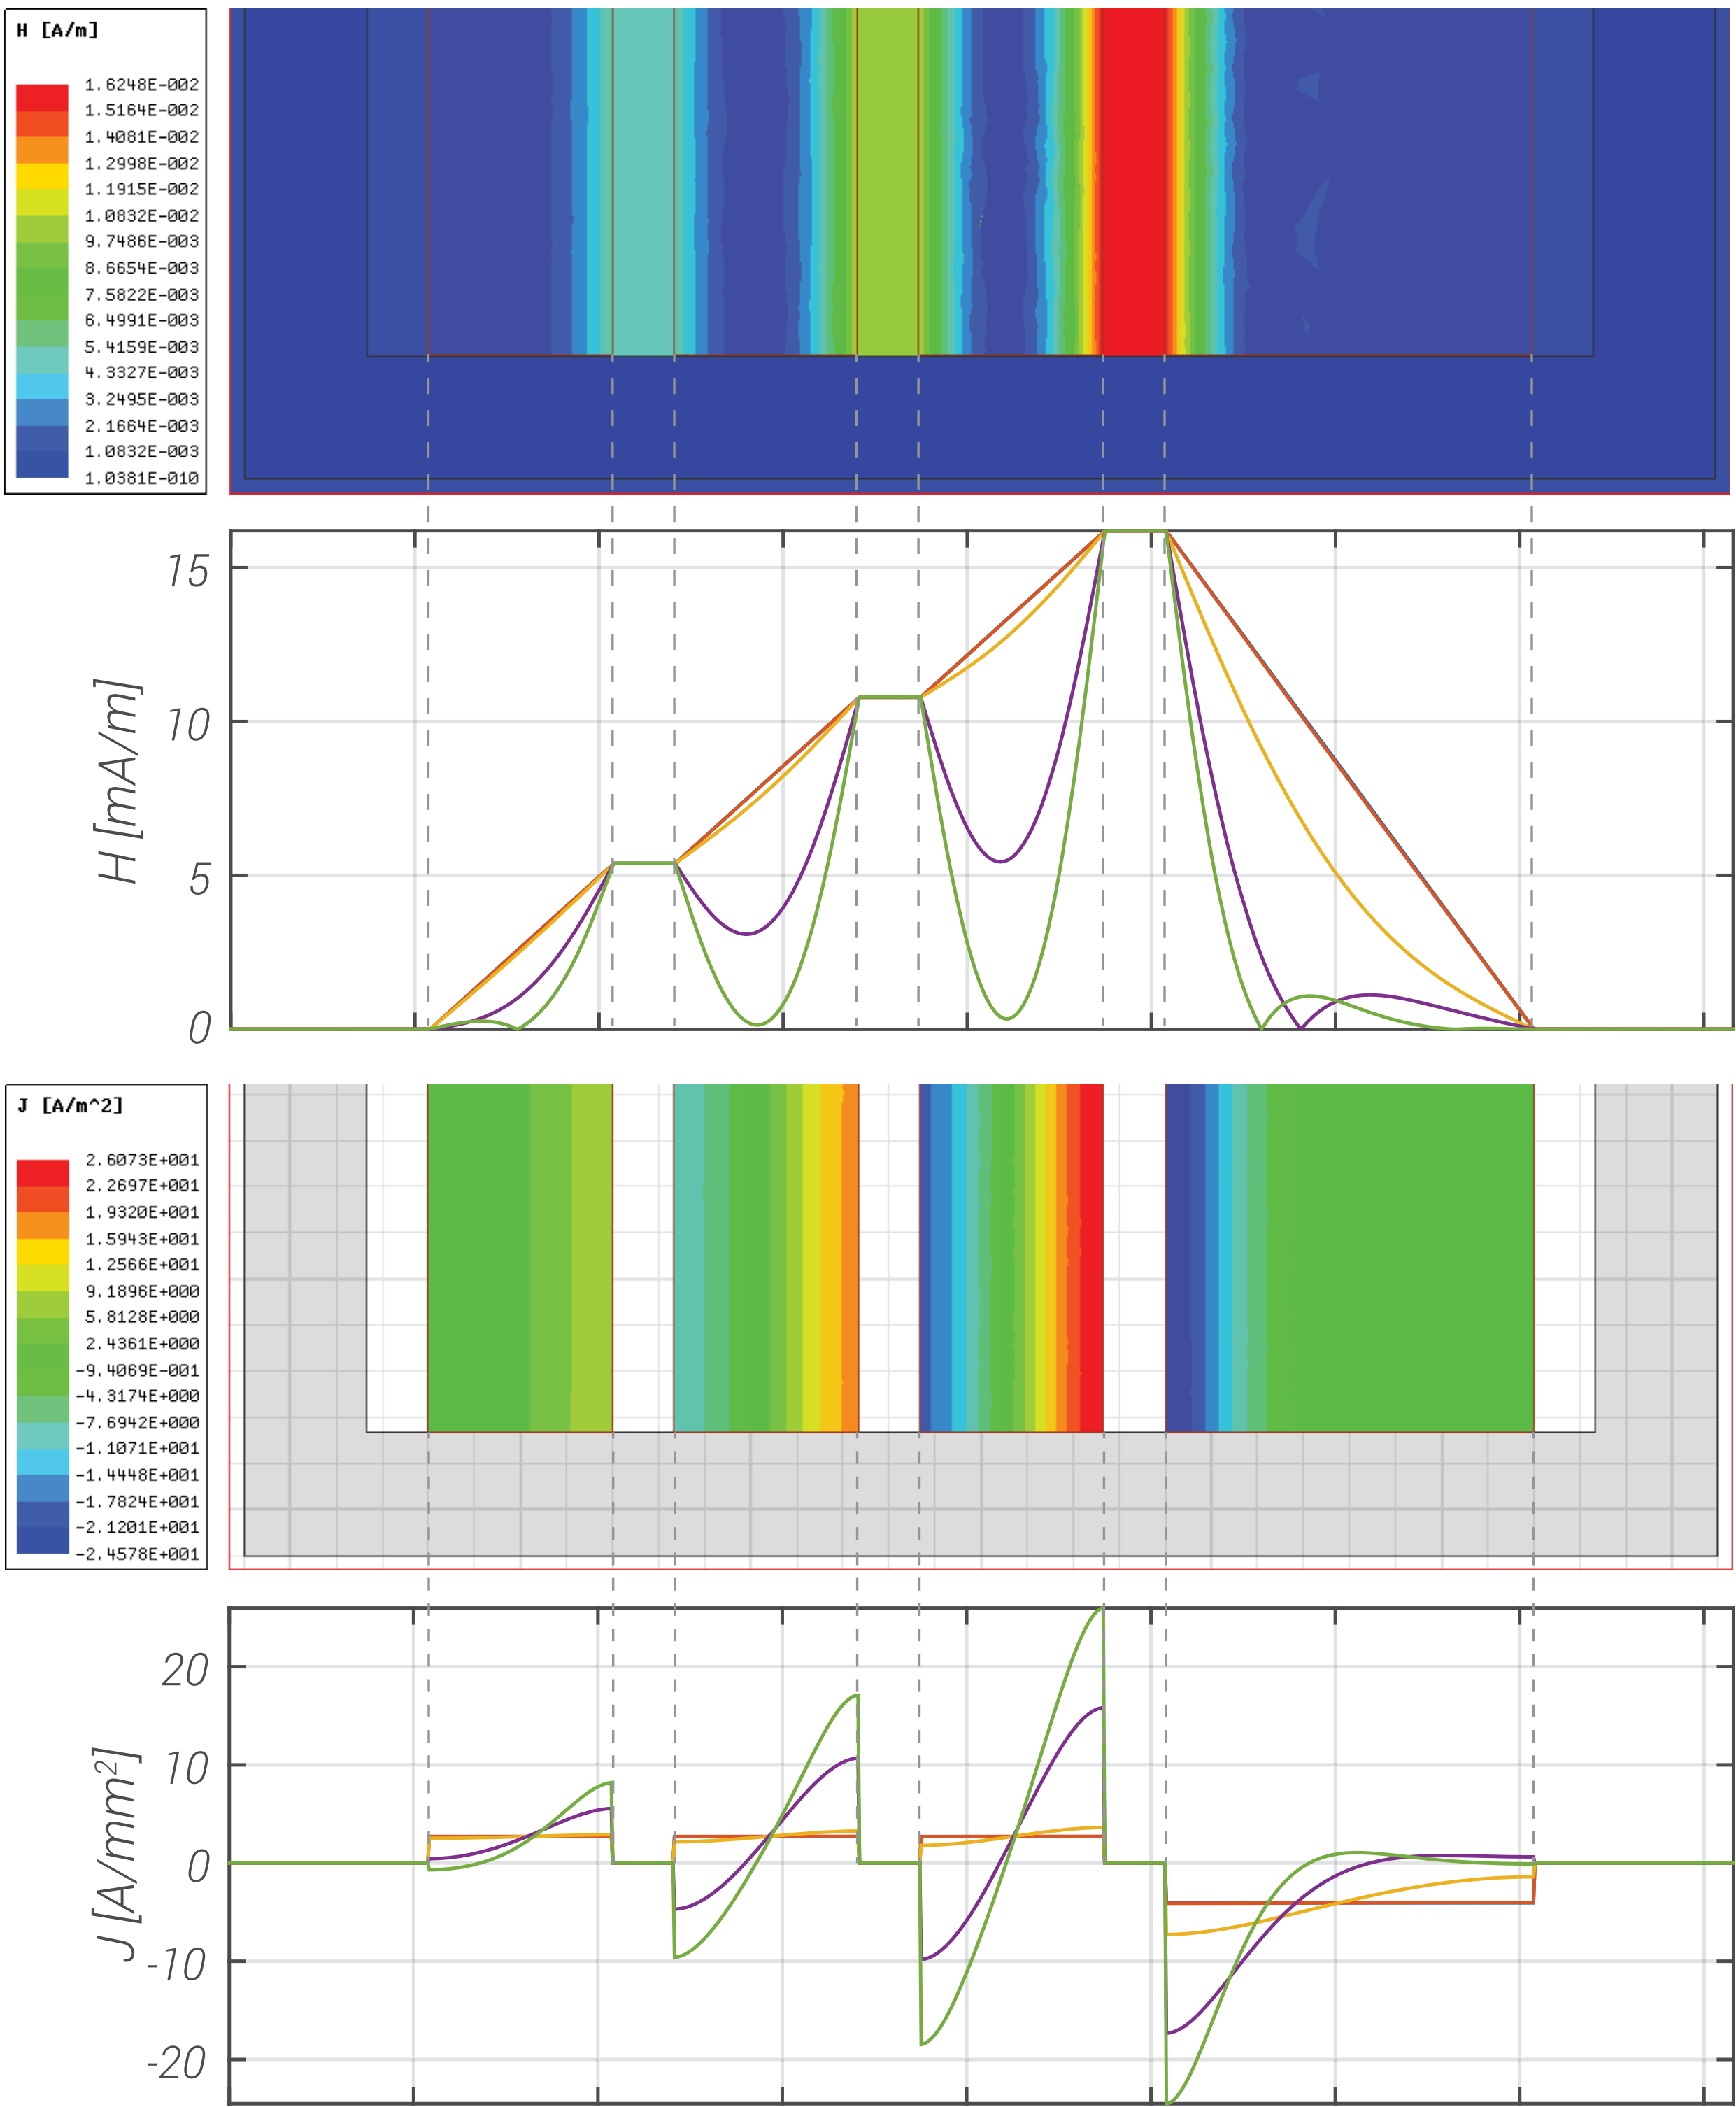 H [A/m]
1.6248E-002
1.5164E-002
1.4081E-002
1.2998E-002
1.1915E-002
1.0832E-002
9.7486E-003
8.6654E-003
7.5822E-003
6.4991E-003
5.4159E-003
4.3327E-003
3.2495E-003
2.1664E-003
1.0832E-003
1.0381E-010
15
10
5
0
H [mA/m]
J [A/m^2]
2.6073E+001
2.2697E+001
1.9320E+001
1.5943E+001
1.2566E+001
9.1896E+000
5.8128E+000
2.4361E+000
-9.4069E-001
-4.3174E+000
-7.6942E+000
-1.1071E+001
-1.4448E+001
-1.7824E+001
-2.1201E+001
-2.4578E+001
20
10
0
-10
-20
J [A/mm²]